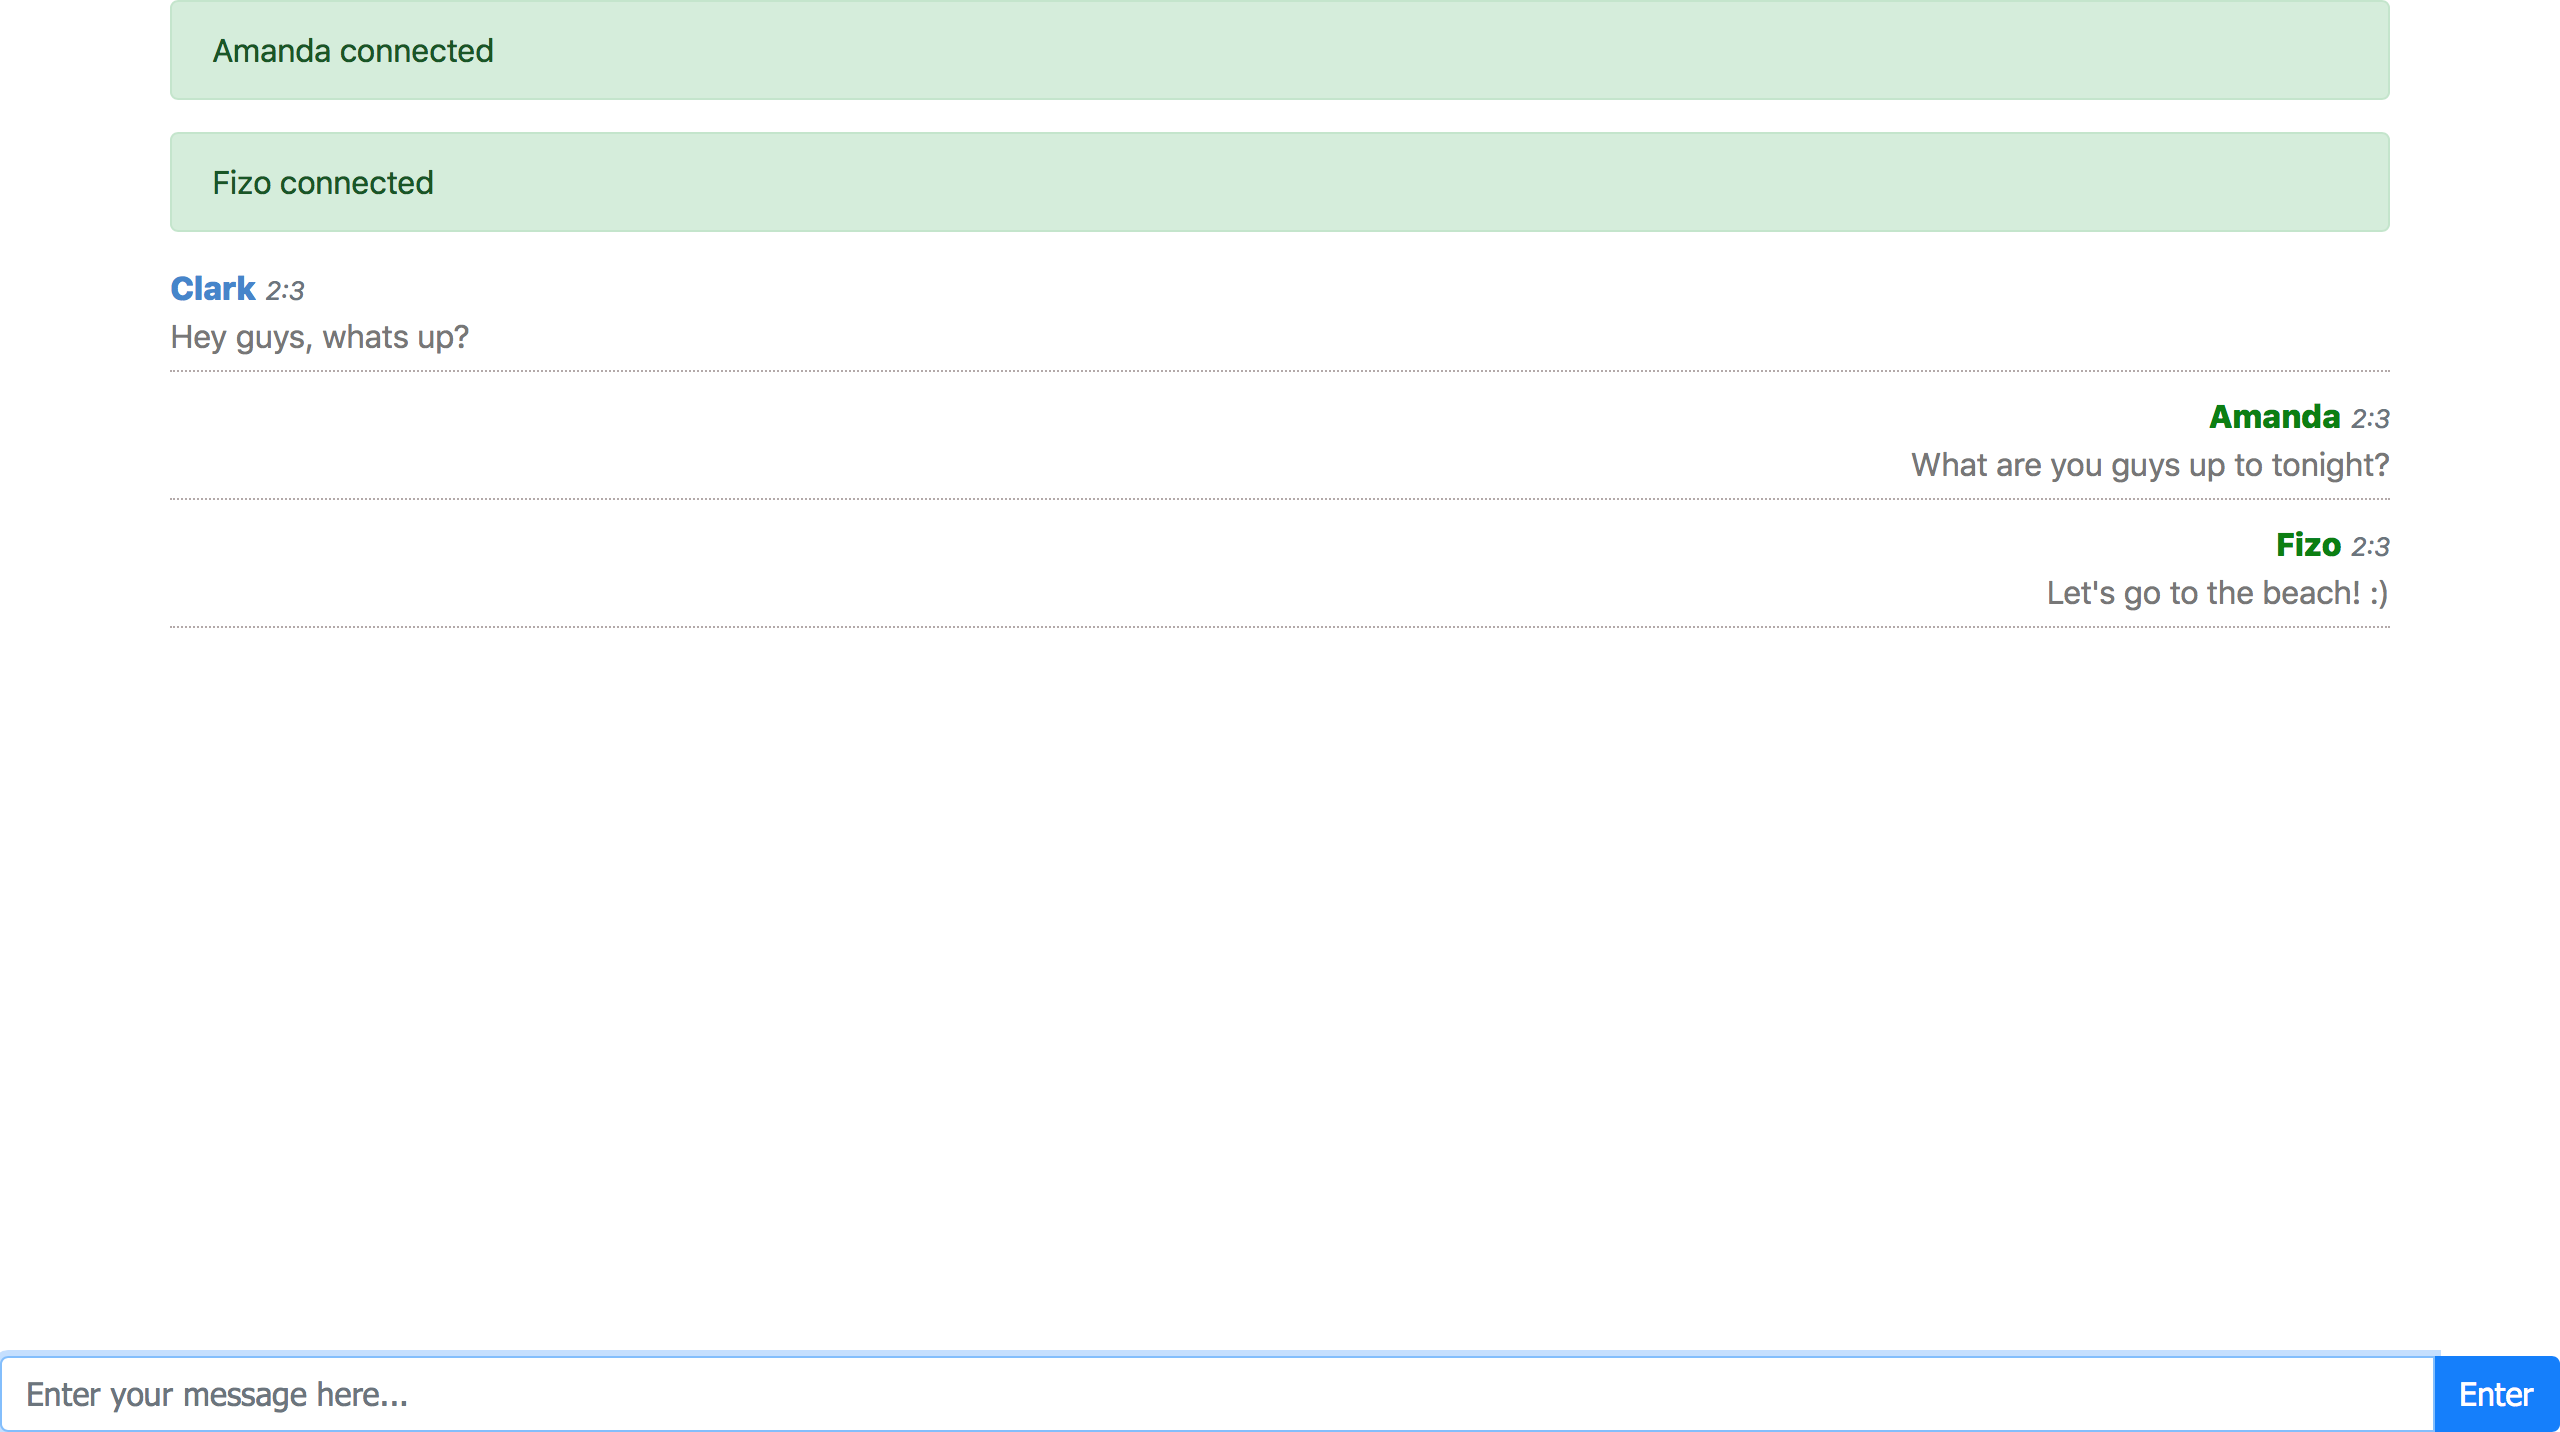 Amanda connected
Fizo connected
Clark 2:3
Hey guys, whats up?
Amanda 2:3
What are you guys up to tonight?
Fizo 2:3
Let's go to the beach! :)
Enter your message here...
Enter